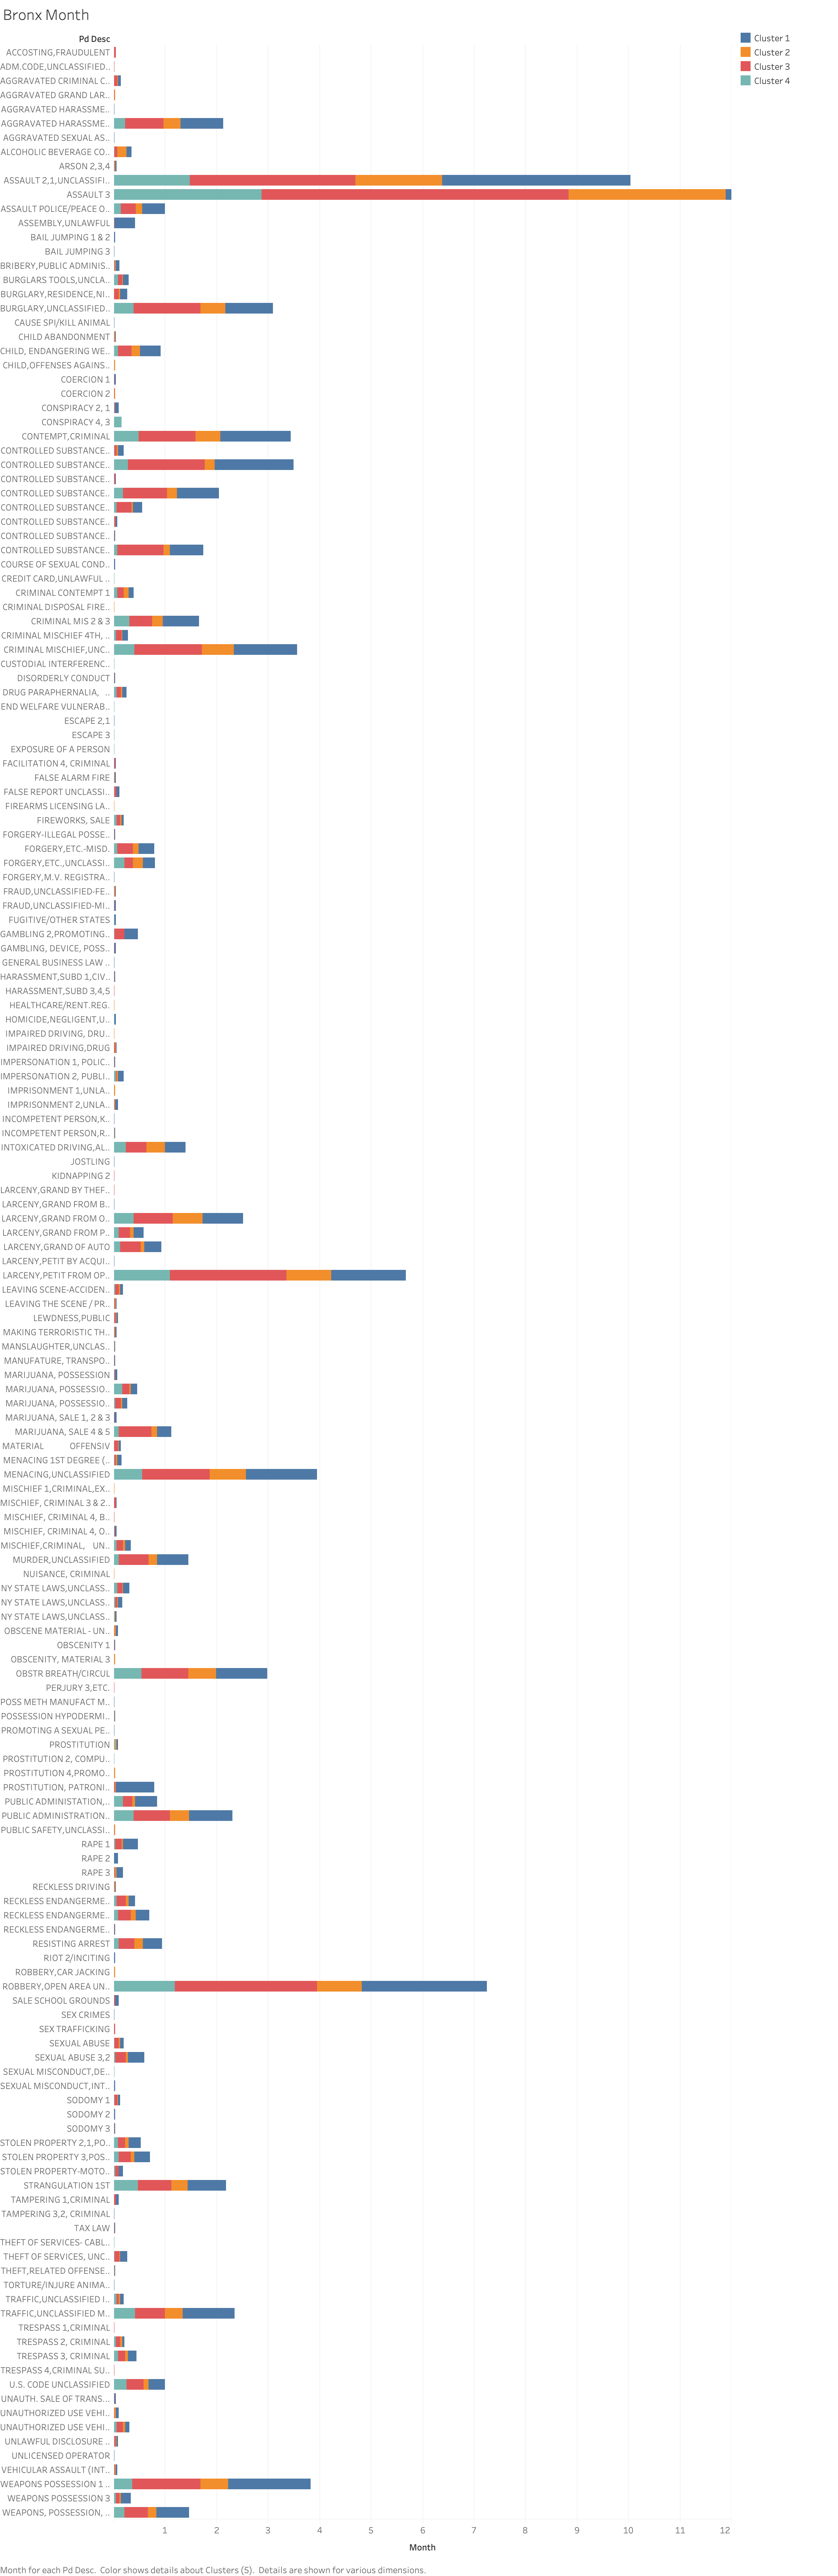 Bronx Month
Pd Desc
Cluster 1
Cluster 2
Cluster 3
Cluster 4
ACCOSTING,FRAUDULENT
ADM.CODE,UNCLASSIFIED..
AGGRAVATED CRIMINAL C..
AGGRAVATED GRAND LAR..
AGGRAVATED HARASSME..
AGGRAVATED HARASSME..
AGGRAVATED SEXUAL AS..
ALCOHOLIC BEVERAGE CO..
ARSON 2,3,4
ASSAULT 2,1,UNCLASSIFI..
ASSAULT 3
ASSAULT POLICE/PEACE O..
ASSEMBLY,UNLAWFUL
BAIL JUMPING 1 & 2
BAIL JUMPING 3
BRIBERY,PUBLIC ADMINIS..
BURGLARS TOOLS,UNCLA..
BURGLARY,RESIDENCE,NI..
BURGLARY,UNCLASSIFIED..
CAUSE SPI/KILL ANIMAL
CHILD ABANDONMENT
CHILD, ENDANGERING WE..
CHILD,OFFENSES AGAINS..
COERCION 1
COERCION 2
CONSPIRACY 2, 1
CONSPIRACY 4, 3
CONTEMPT,CRIMINAL
CONTROLLED SUBSTANCE..
CONTROLLED SUBSTANCE..
CONTROLLED SUBSTANCE..
CONTROLLED SUBSTANCE..
CONTROLLED SUBSTANCE..
CONTROLLED SUBSTANCE..
CONTROLLED SUBSTANCE..
CONTROLLED SUBSTANCE..
COURSE OF SEXUAL COND..
CREDIT CARD,UNLAWFUL ..
CRIMINAL CONTEMPT 1
CRIMINAL DISPOSAL FIRE..
CRIMINAL MIS 2 & 3
CRIMINAL MISCHIEF 4TH, ..
CRIMINAL MISCHIEF,UNC..
CUSTODIAL INTERFERENC..
DISORDERLY CONDUCT
DRUG PARAPHERNALIA,   ..
END WELFARE VULNERAB..
ESCAPE 2,1
ESCAPE 3
EXPOSURE OF A PERSON
FACILITATION 4, CRIMINAL
FALSE ALARM FIRE
FALSE REPORT UNCLASSI..
FIREARMS LICENSING LA..
FIREWORKS, SALE
FORGERY-ILLEGAL POSSE..
FORGERY,ETC.-MISD.
FORGERY,ETC.,UNCLASSI..
FORGERY,M.V. REGISTRA..
FRAUD,UNCLASSIFIED-FE..
FRAUD,UNCLASSIFIED-MI..
FUGITIVE/OTHER STATES
GAMBLING 2,PROMOTING..
GAMBLING, DEVICE, POSS..
GENERAL BUSINESS LAW ..
HARASSMENT,SUBD 1,CIV..
HARASSMENT,SUBD 3,4,5
HEALTHCARE/RENT.REG.
HOMICIDE,NEGLIGENT,U..
IMPAIRED DRIVING, DRU..
IMPAIRED DRIVING,DRUG
IMPERSONATION 1, POLIC..
IMPERSONATION 2, PUBLI..
IMPRISONMENT 1,UNLA..
IMPRISONMENT 2,UNLA..
INCOMPETENT PERSON,K..
INCOMPETENT PERSON,R..
INTOXICATED DRIVING,AL..
JOSTLING
KIDNAPPING 2
LARCENY,GRAND BY THEF..
LARCENY,GRAND FROM B..
LARCENY,GRAND FROM O..
LARCENY,GRAND FROM P..
LARCENY,GRAND OF AUTO
LARCENY,PETIT BY ACQUI..
LARCENY,PETIT FROM OP..
LEAVING SCENE-ACCIDEN..
LEAVING THE SCENE / PR..
LEWDNESS,PUBLIC
MAKING TERRORISTIC TH..
MANSLAUGHTER,UNCLAS..
MANUFATURE, TRANSPO..
MARIJUANA, POSSESSION
MARIJUANA, POSSESSIO..
MARIJUANA, POSSESSIO..
MARIJUANA, SALE 1, 2 & 3
MARIJUANA, SALE 4 & 5
MATERIAL          OFFENSIV
MENACING 1ST DEGREE (..
MENACING,UNCLASSIFIED
MISCHIEF 1,CRIMINAL,EX..
MISCHIEF, CRIMINAL 3 & 2..
MISCHIEF, CRIMINAL 4, B..
MISCHIEF, CRIMINAL 4, O..
MISCHIEF,CRIMINAL,   UN..
MURDER,UNCLASSIFIED
NUISANCE, CRIMINAL
NY STATE LAWS,UNCLASS..
NY STATE LAWS,UNCLASS..
NY STATE LAWS,UNCLASS..
OBSCENE MATERIAL - UN..
OBSCENITY 1
OBSCENITY, MATERIAL 3
OBSTR BREATH/CIRCUL
PERJURY 3,ETC.
POSS METH MANUFACT M..
POSSESSION HYPODERMI..
PROMOTING A SEXUAL PE..
PROSTITUTION
PROSTITUTION 2, COMPU..
PROSTITUTION 4,PROMO..
PROSTITUTION, PATRONI..
PUBLIC ADMINISTATION,..
PUBLIC ADMINISTRATION..
PUBLIC SAFETY,UNCLASSI..
RAPE 1
RAPE 2
RAPE 3
RECKLESS DRIVING
RECKLESS ENDANGERME..
RECKLESS ENDANGERME..
RECKLESS ENDANGERME..
RESISTING ARREST
RIOT 2/INCITING
ROBBERY,CAR JACKING
ROBBERY,OPEN AREA UN..
SALE SCHOOL GROUNDS
SEX CRIMES
SEX TRAFFICKING
SEXUAL ABUSE
SEXUAL ABUSE 3,2
SEXUAL MISCONDUCT,DE..
SEXUAL MISCONDUCT,INT..
SODOMY 1
SODOMY 2
SODOMY 3
STOLEN PROPERTY 2,1,PO..
STOLEN PROPERTY 3,POS..
STOLEN PROPERTY-MOTO..
STRANGULATION 1ST
TAMPERING 1,CRIMINAL
TAMPERING 3,2, CRIMINAL
TAX LAW
THEFT OF SERVICES- CABL..
THEFT OF SERVICES, UNC..
THEFT,RELATED OFFENSE..
TORTURE/INJURE ANIMA..
TRAFFIC,UNCLASSIFIED I..
TRAFFIC,UNCLASSIFIED M..
TRESPASS 1,CRIMINAL
TRESPASS 2, CRIMINAL
TRESPASS 3, CRIMINAL
TRESPASS 4,CRIMINAL SU..
U.S. CODE UNCLASSIFIED
UNAUTH. SALE OF TRANS...
UNAUTHORIZED USE VEHI..
UNAUTHORIZED USE VEHI..
UNLAWFUL DISCLOSURE ..
UNLICENSED OPERATOR
VEHICULAR ASSAULT (INT..
WEAPONS POSSESSION 1 ..
WEAPONS POSSESSION 3
WEAPONS, POSSESSION, ..
1 2 3 4 5 6 7 8 9 10 11 12
Month
Month for each Pd Desc.  Color shows details about Clusters (5).  Details are shown for various dimensions.